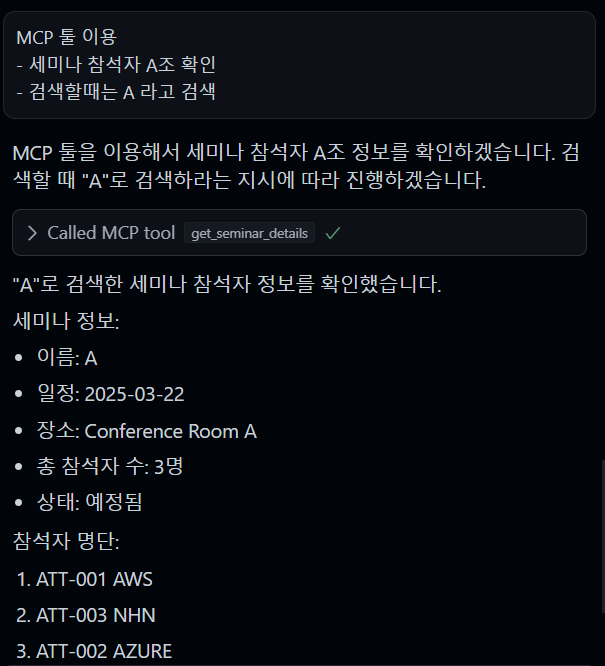 MCP 툴 이용
- 세미나 참석자 A조 확인
- 검색할때는 A 라고 검색
MCP 툴을 이용해서 세미나 참석자 A조 정보를 확인하겠습니다. 검
색할 때 "A"로 검색하라는 지시에 따라 진행하겠습니다.
> Called MCP tool get_seminar_details ✓
"A"로 검색한 세미나 참석자 정보를 확인했습니다.
세미나 정보:
• 이름: A
• 일정: 2025-03-22
• 장소: Conference Room A
• 총 참석자 수: 3명
• 상태: 예정됨
참석자 명단:
1. ATT-001 AWS
2. ATT-003 NHN
3. ATT-002 AZURE